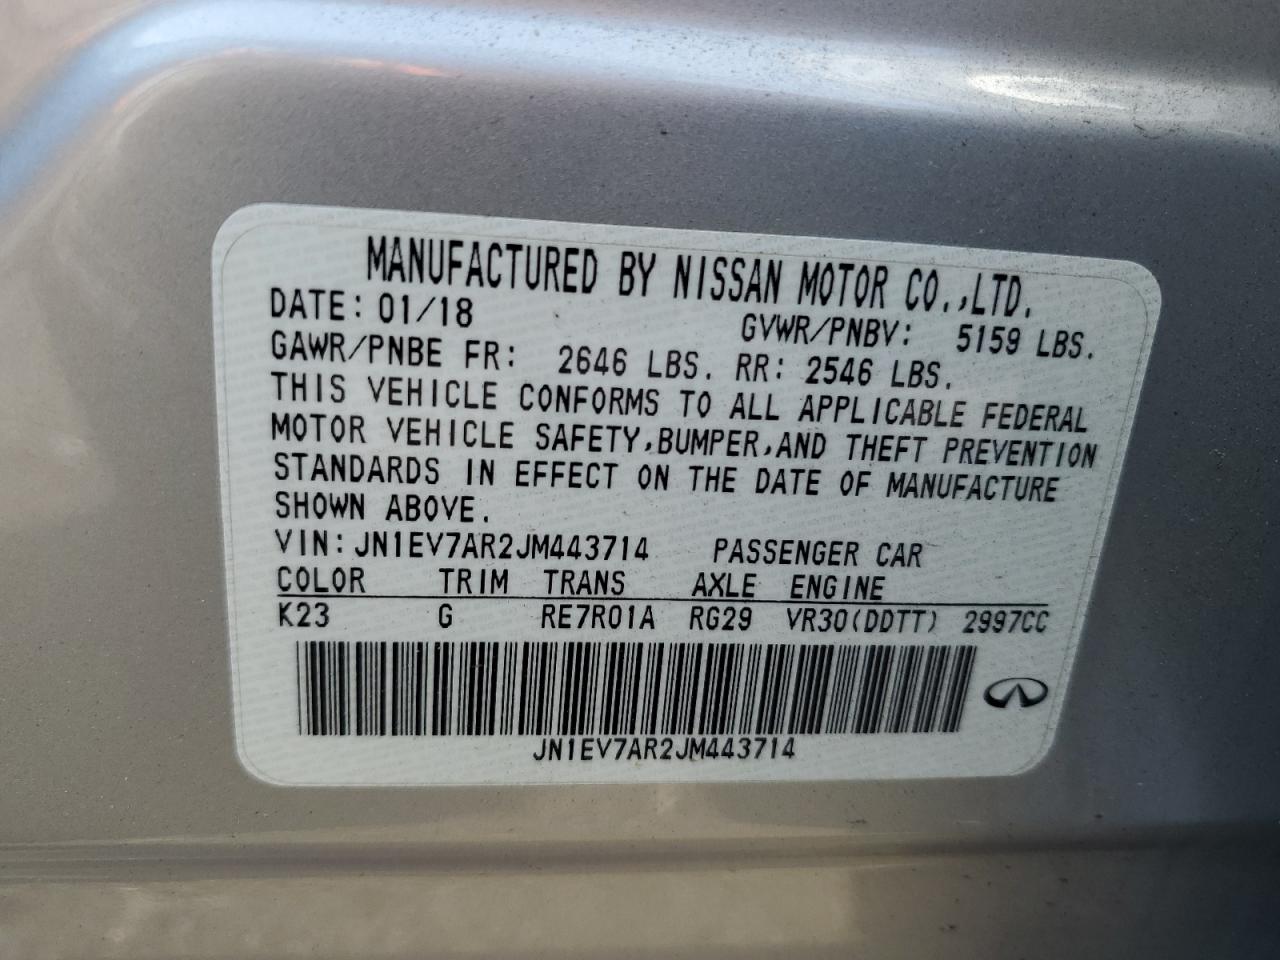 MANUFACTURED BY NISSAN MOTOR CO.,LTD.
DATE: 01/18 GVWR/PNBV: 5159 LBS.
GAWR/PNBE FR: 2646 LBS. RR: 2546 LBS.
THIS VEHICLE CONFORMS TO ALL APPLICABLE FEDERAL
MOTOR VEHICLE SAFETY,BUMPER,AND THEFT PREVENTION
STANDARDS IN EFFECT ON THE DATE OF MANUFACTURE
SHOWN ABOVE.
VIN: JN1EV7AR2JM443714 PASSENGER CAR
COLOR TRIM TRANS AXLE ENGINE
K23 G RE7R01A RG29 VR30(DDTT) 2997CC
JN1EV7AR2JM443714